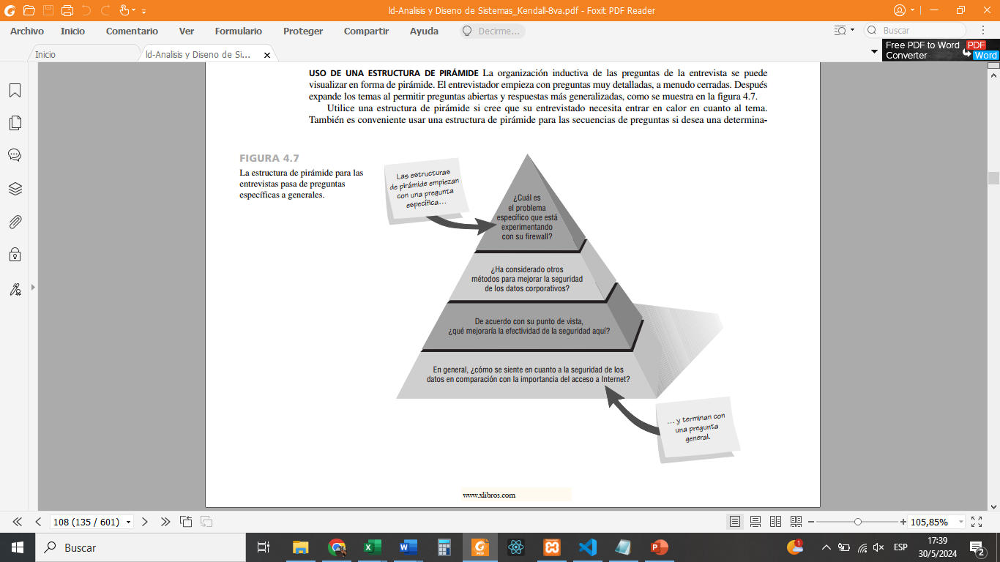 ld-Analisis y Diseno de Sistemas_Kendall-8va.pdf - Foxit PDF Reader
Archivo Inicio Comentario Ver Formulario Proteger Compartir Ayuda Decirme... Buscar
Inicio ld-Analisis y Diseno de Si...
Free PDF to Word
Converter
PDF
Word
USO DE UNA ESTRUCTURA DE PIRÁMIDE La organización inductiva de las preguntas de la entrevista se puede
visualizar en forma de pirámide. El entrevistador empieza con preguntas muy detalladas, a menudo cerradas. Después
expande los temas al permitir preguntas abiertas y respuestas más generalizadas, como se muestra en la figura 4.7.
Utilice una estructura de pirámide si cree que su entrevistado necesita entrar en calor en cuanto al tema.
También es conveniente usar una estructura de pirámide para las secuencias de preguntas si desea una determina-
FIGURA 4.7
La estructura de pirámide para las
entrevistas pasa de preguntas
específicas a generales.
Las estructuras
de pirámide empiezan
con una pregunta
específica...
¿Cuál es
el problema
específico que está
experimentando
con su firewall?
¿Ha considerado otros
métodos para mejorar la seguridad
de los datos corporativos?
De acuerdo con su punto de vista,
¿qué mejoraría la efectividad de la seguridad aquí?
En general, ¿cómo se siente en cuanto a la seguridad de los
datos en comparación con la importancia del acceso a Internet?
... y terminan con
una pregunta
general.
www.xlibros.com
108 (135 / 601)
105,85%
Buscar
ESP
17:39
30/5/2024
2